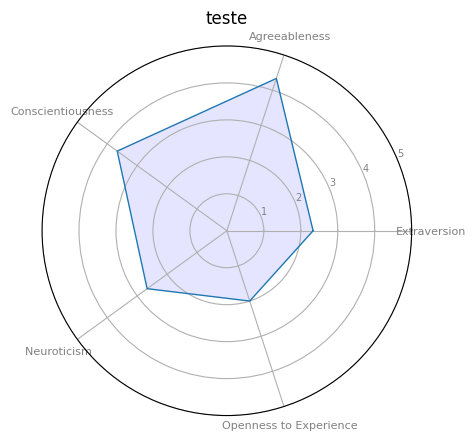 teste
Agreeableness
Conscientiousness
5
4
3
2
1
Extraversion
Neuroticism
Openness to Experience